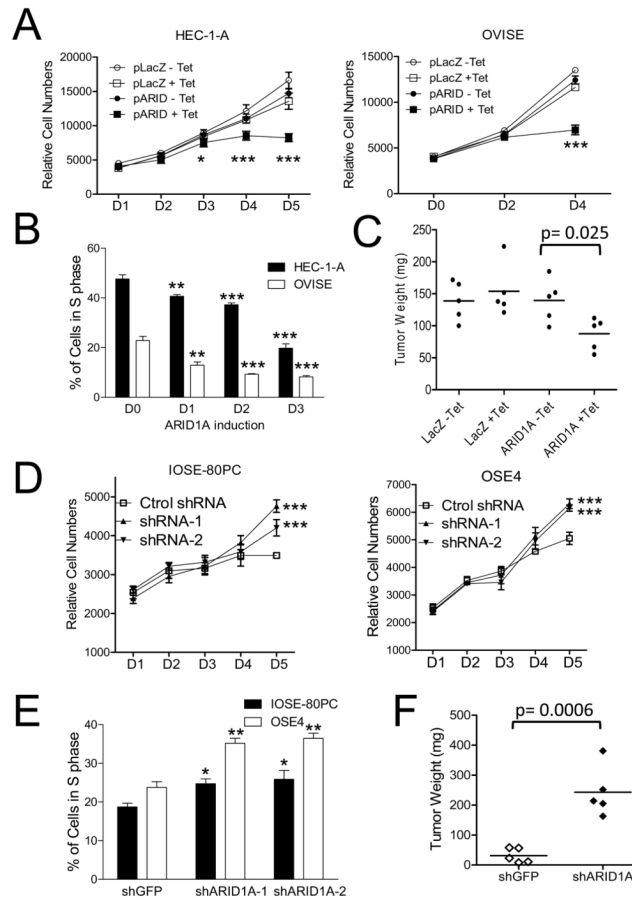 A
HEC-1-A
Relative Cell Numbers
20000
15000
10000
5000
0
pLacZ - Tet
pLacZ + Tet
pARID - Tet
pARID + Tet
* *** ***
D1 D2 D3 D4 D5
OVISE
Relative Cell Numbers
15000
10000
5000
0
pLacZ -Tet
pLacZ +Tet
pARID - Tet
pARID + Tet
***
D0 D2 D4
B
% of Cells in S phase
60
40
20
0
HEC-1-A
OVISE
** *** ***
** *** ***
D0 D1 D2 D3
ARID1A induction
C
p= 0.025
Tumor Weight (mg)
250
200
150
100
50
0
LacZ -Tet
LacZ +Tet
ARID1A -Tet
ARID1A +Tet
D
IOSE-80PC
Relative Cell Numbers
5000
4000
3000
2000
1000
Ctrol shRNA
shRNA-1
shRNA-2
***
***
D1 D2 D3 D4 D5
OSE4
Relative Cell Numbers
7000
6000
5000
4000
3000
2000
1000
Ctrol shRNA
shRNA-1
shRNA-2
***
***
D1 D2 D3 D4 D5
E
% of Cells in S phase
60
40
20
0
IOSE-80PC
OSE4
* ** * **
shGFP shARID1A-1 shARID1A-2
F
p= 0.0006
Tumor Weight (mg)
500
400
300
200
100
0
shGFP shARID1A